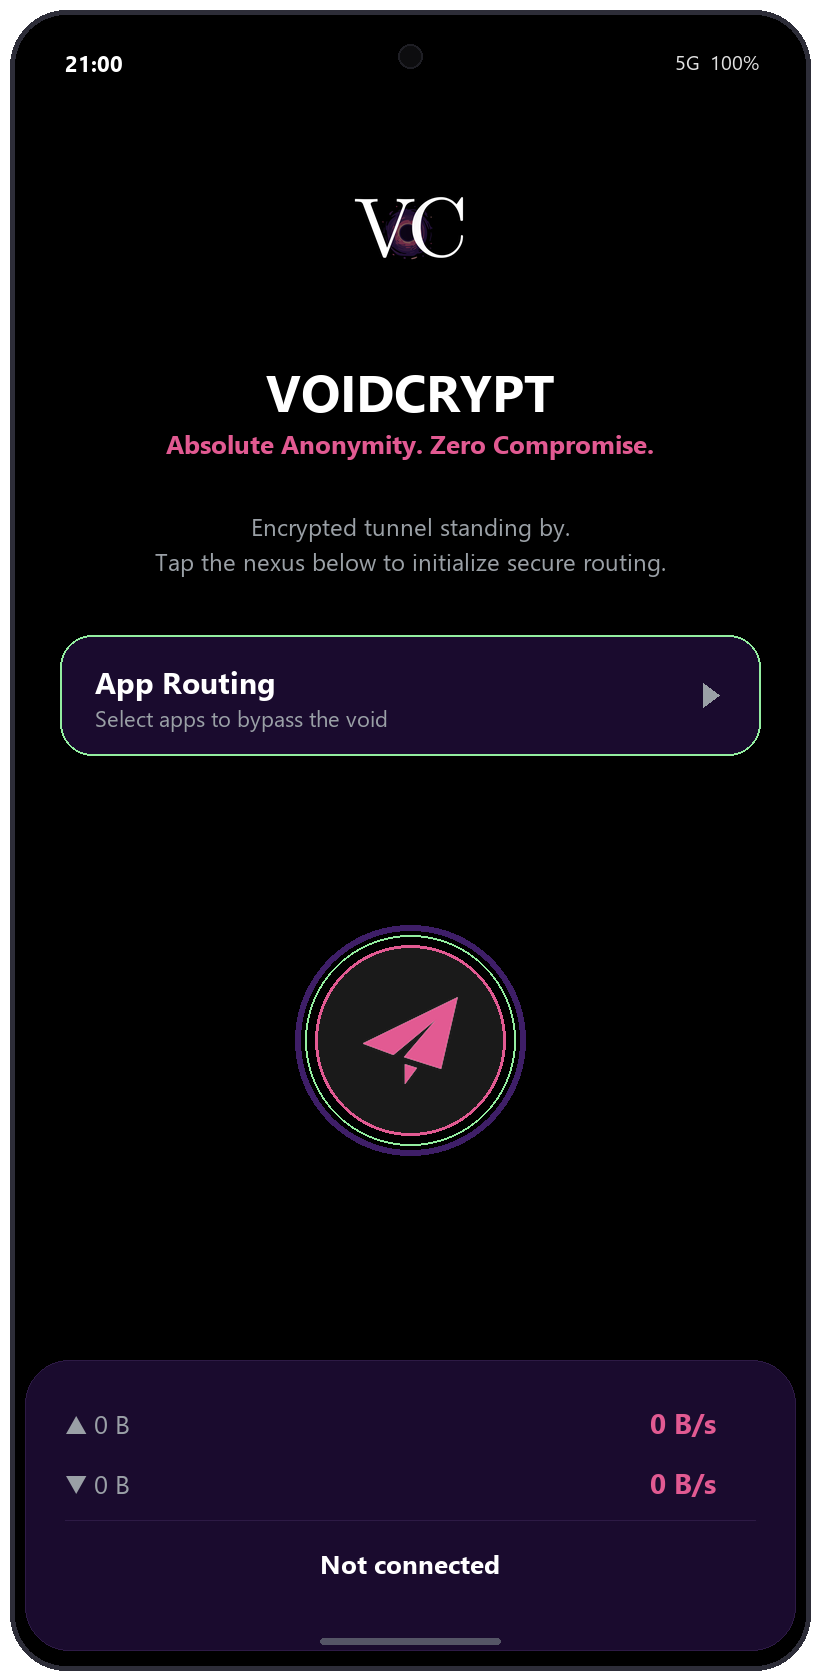 21:00
5G 100%
VC
VOIDCRYPT
Absolute Anonymity. Zero Compromise.
Encrypted tunnel standing by.
Tap the nexus below to initialize secure routing.
App Routing
Select apps to bypass the void
▲ 0 B
0 B/s
▼ 0 B
0 B/s
Not connected